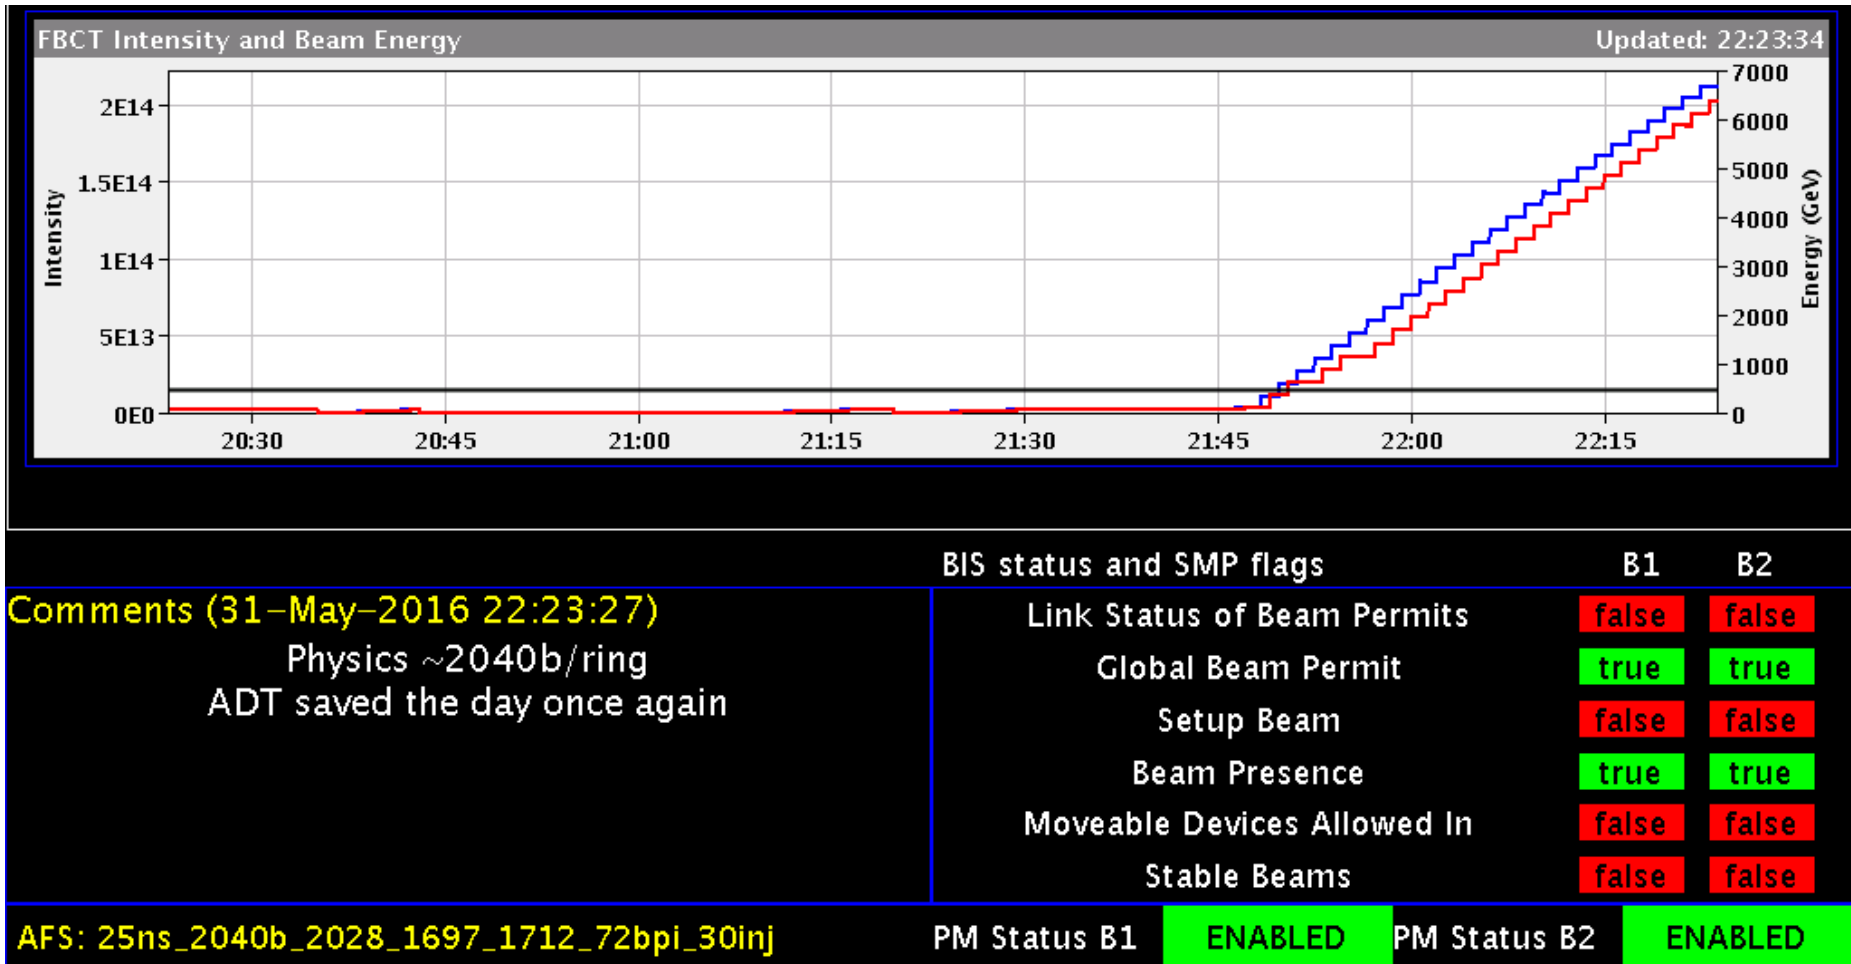 FBCT Intensity and Beam Energy Updated: 22:23:34
7000
2E14
6000
5000
1.5E14
4000
Intensity
Energy (GeV)
1E14
3000
2000
5E13
1000
0E0
0
20:30 20:45 21:00 21:15 21:30 21:45 22:00 22:15
BIS status and SMP flags B1 B2
Comments (31-May-2016 22:23:27)
Physics ~2040b/ring
ADT saved the day once again
Link Status of Beam Permits false false
Global Beam Permit true true
Setup Beam false false
Beam Presence true true
Moveable Devices Allowed In false false
Stable Beams false false
AFS: 25ns_2040b_2028_1697_1712_72bpi_30inj PM Status B1 ENABLED PM Status B2 ENABLED